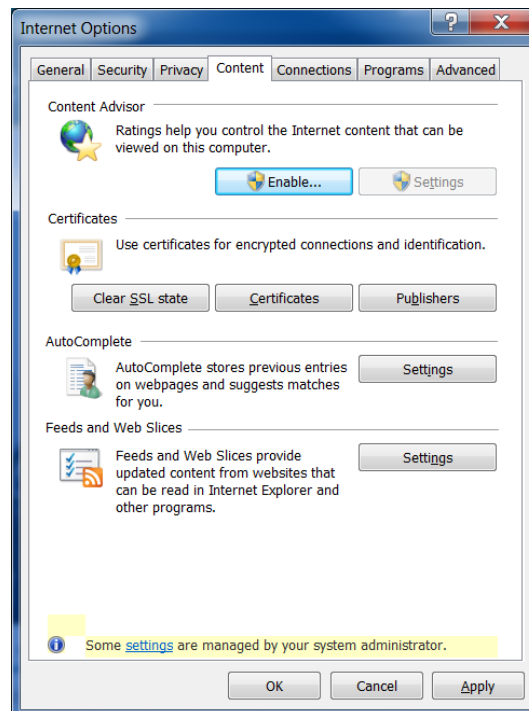 Internet Options
General Security Privacy Content Connections Programs Advanced
Content Advisor
Ratings help you control the Internet content that can be
viewed on this computer.
Enable... Settings
Certificates
Use certificates for encrypted connections and identification.
Clear SSL state Certificates Publishers
AutoComplete
AutoComplete stores previous entries
on webpages and suggests matches
for you.
Settings
Feeds and Web Slices
Feeds and Web Slices provide
updated content from websites that
can be read in Internet Explorer and
other programs.
Settings
Some settings are managed by your system administrator.
OK Cancel Apply